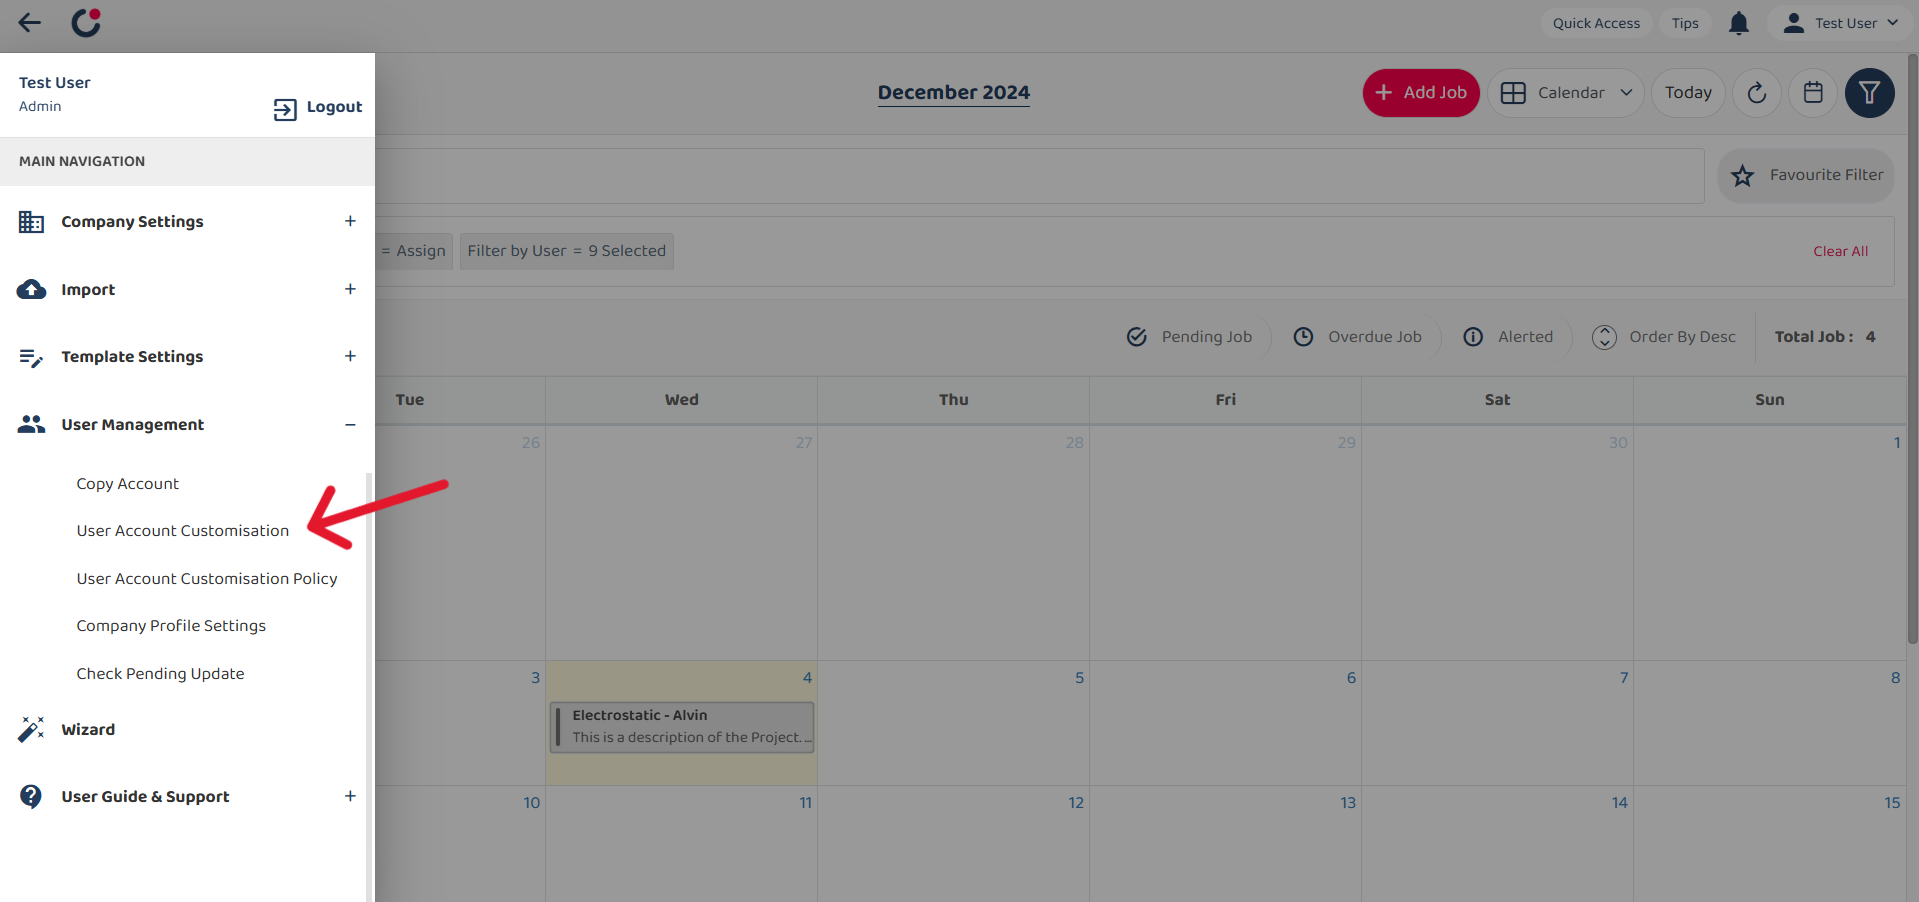 Quick Access
Tips
Test User
Test User
Admin
Logout
MAIN NAVIGATION
Company Settings
Import
Template Settings
User Management
Copy Account
User Account Customisation
User Account Customisation Policy
Company Profile Settings
Check Pending Update
Wizard
User Guide & Support
December 2024
Add Job
Calendar
Today
Favourite Filter
= Assign
Filter by User = 9 Selected
Clear All
Pending Job
Overdue Job
Alerted
Order By Desc
Total Job : 4
Tue Wed Thu Fri Sat Sun
26 27 28 29 30 1
3 4 5 6 7 8
Electrostatic - Alvin
This is a description of the Project. ...
10 11 12 13 14 15